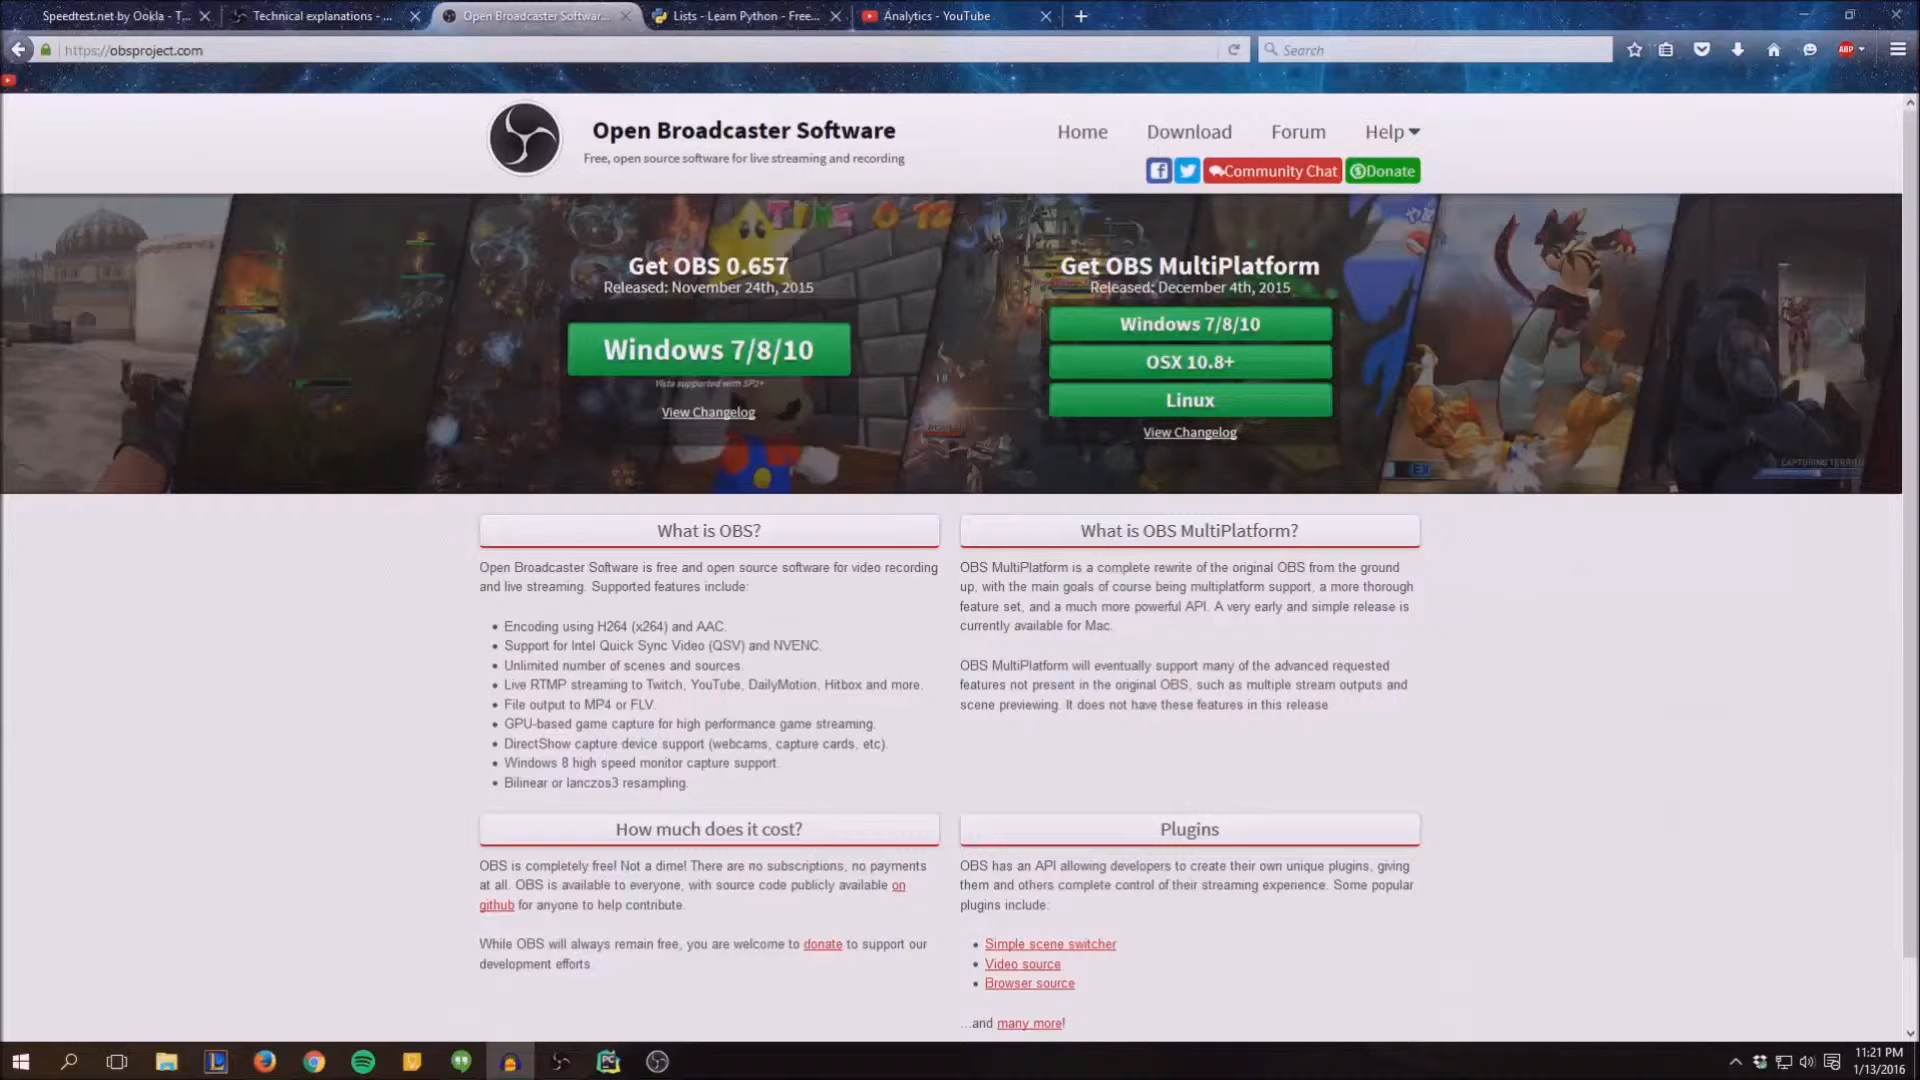 Speedtest.net by Ookla - T...
Technical explanations - ...
Open Broadcaster Softwar...
Lists - Learn Python - Free...
Analytics - YouTube
https://obsproject.com
Search
ABP
Open Broadcaster Software
Free, open source software for live streaming and recording
Home
Download
Forum
Help
Community Chat
Donate
TIME
Get OBS 0.657
Released: November 24th, 2015
Windows 7/8/10
Vista supported with SP2+
View Changelog
Get OBS MultiPlatform
Released: December 4th, 2015
Windows 7/8/10
OSX 10.8+
Linux
View Changelog
EX
What is OBS?
Open Broadcaster Software is free and open source software for video recording
and live streaming. Supported features include:
Encoding using H264 (x264) and AAC.
Support for Intel Quick Sync Video (QSV) and NVENC.
Unlimited number of scenes and sources.
Live RTMP streaming to Twitch, YouTube, DailyMotion, Hitbox and more.
File output to MP4 or FLV.
GPU-based game capture for high performance game streaming.
DirectShow capture device support (webcams, capture cards, etc).
Windows 8 high speed monitor capture support.
Bilinear or lanczos3 resampling.
What is OBS MultiPlatform?
OBS MultiPlatform is a complete rewrite of the original OBS from the ground
up, with the main goals of course being multiplatform support, a more thorough
feature set, and a much more powerful API. A very early and simple release is
currently available for Mac.
OBS MultiPlatform will eventually support many of the advanced requested
features not present in the original OBS, such as multiple stream outputs and
scene previewing. It does not have these features in this release
How much does it cost?
OBS is completely free! Not a dime! There are no subscriptions, no payments
at all. OBS is available to everyone, with source code publicly available on
github for anyone to help contribute.
While OBS will always remain free, you are welcome to donate to support our
development efforts.
Plugins
OBS has an API allowing developers to create their own unique plugins, giving
them and others complete control of their streaming experience. Some popular
plugins include:
Simple scene switcher
Video source
Browser source
...and many more!
PC
11:21 PM
1/13/2016